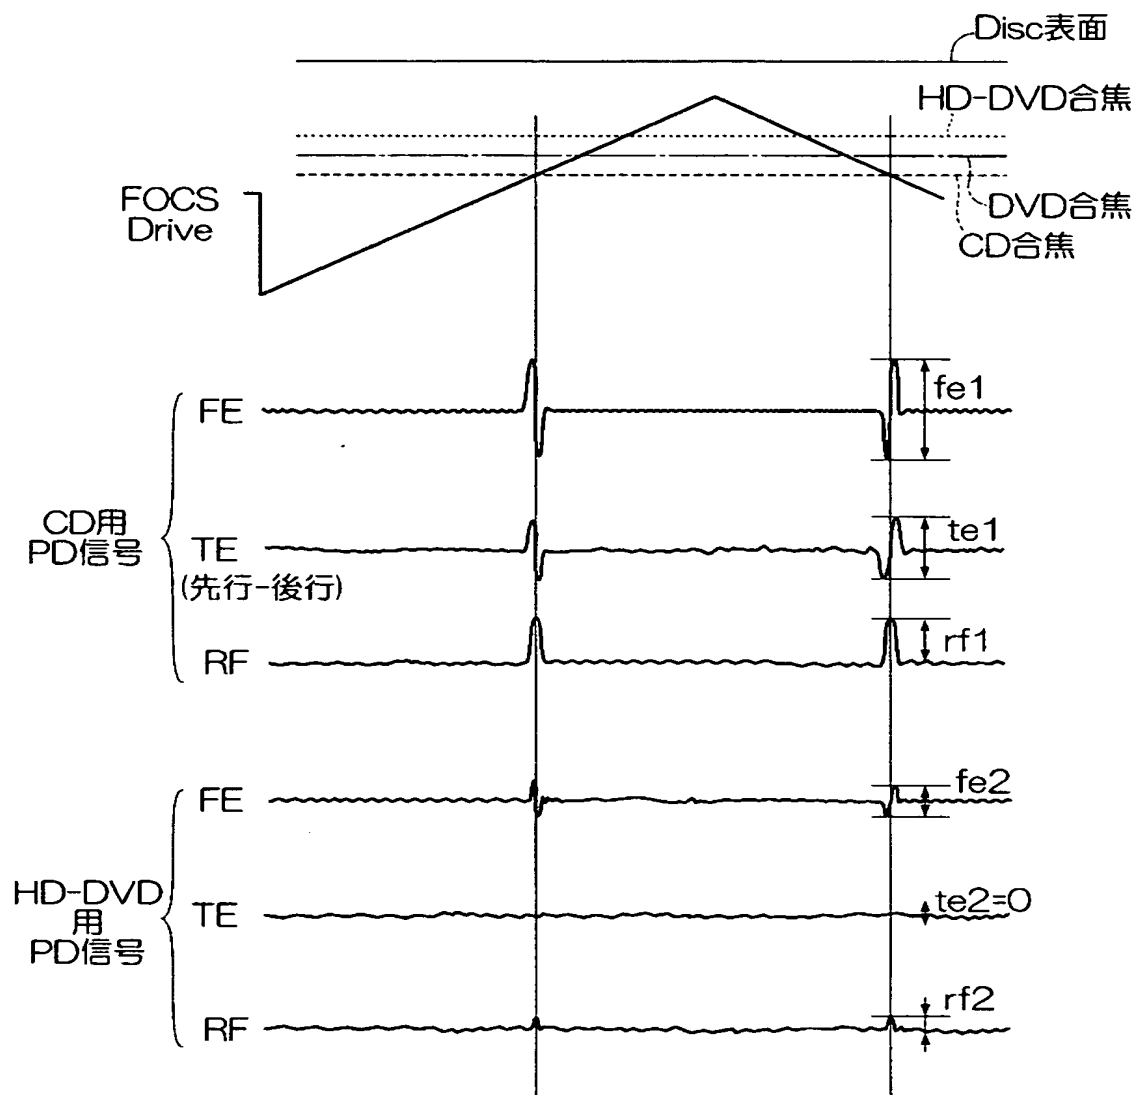 Disc表面
HD-DVD合焦
FOCS
Drive
DVD合焦
CD合焦
FE
fe1
CD用
PD信号
TE
(先行-後行)
te1
RF
rf1
FE
fe2
HD-DVD
用
PD信号
TE
te2=0
RF
rf2